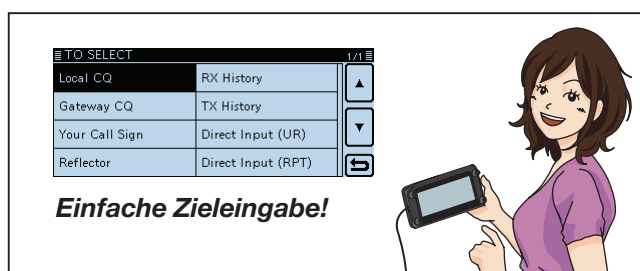 TO SELECT 1/1
Local CQ RX History
Gateway CQ TX History
Your Call Sign Direct Input (UR)
Reflector Direct Input (RPT)
Einfache Zieleingabe!